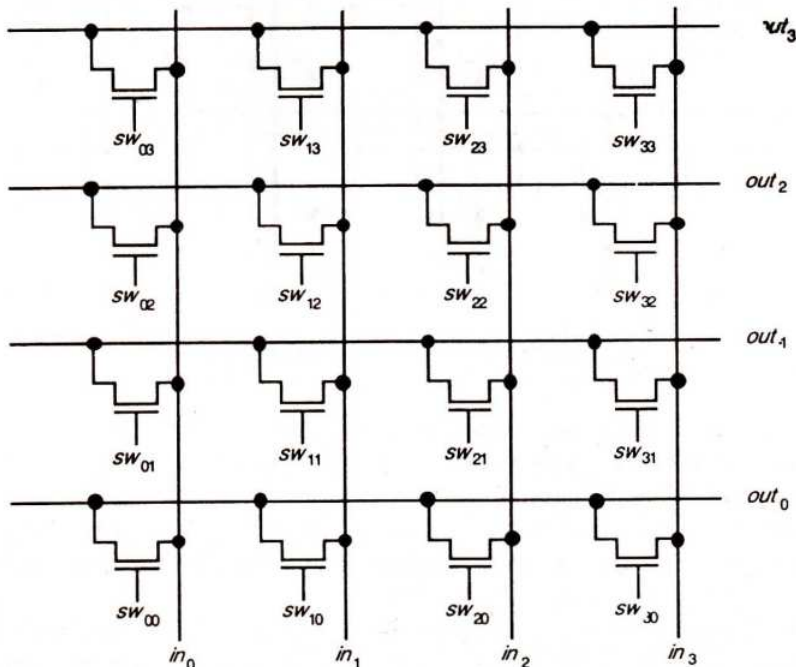 sw₀₃ sw₁₃ sw₂₃ sw₃₃
out₂
sw₀₂ sw₁₂ sw₂₂ sw₃₂
out₁
sw₀₁ sw₁₁ sw₂₁ sw₃₁
out₀
sw₀₀ sw₁₀ sw₂₀ sw₃₀
in₀ in₁ in₂ in₃